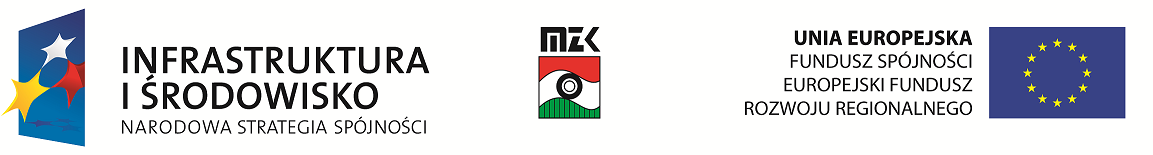 INFRASTRUKTURA
I ŚRODOWISKO
NARODOWA STRATEGIA SPÓJNOŚCI
MZK
UNIA EUROPEJSKA
FUNDUSZ SPÓJNOŚCI
EUROPEJSKI FUNDUSZ
ROZWOJU REGIONALNEGO